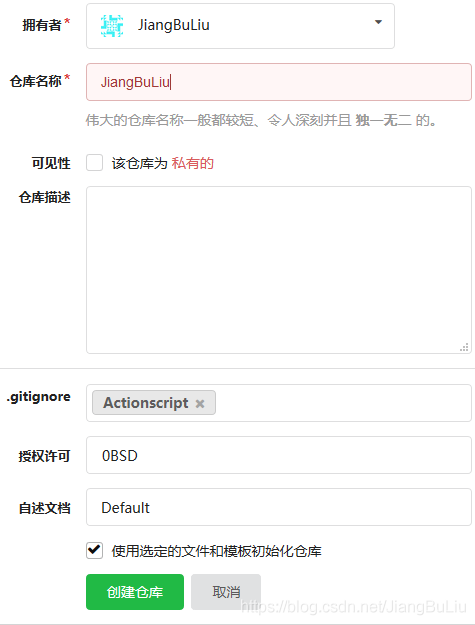 拥有者* JiangBuLiu
仓库名称* JiangBuLiu
伟大的仓库名称一般都较短、令人深刻并且 独一无二 的。
可见性 该仓库为 私有的
仓库描述
.gitignore Actionscript ×
授权许可 0BSD
自述文档 Default
使用选定的文件和模板初始化仓库
创建仓库 取消
https://blog.csdn.net/JiangBuLiu